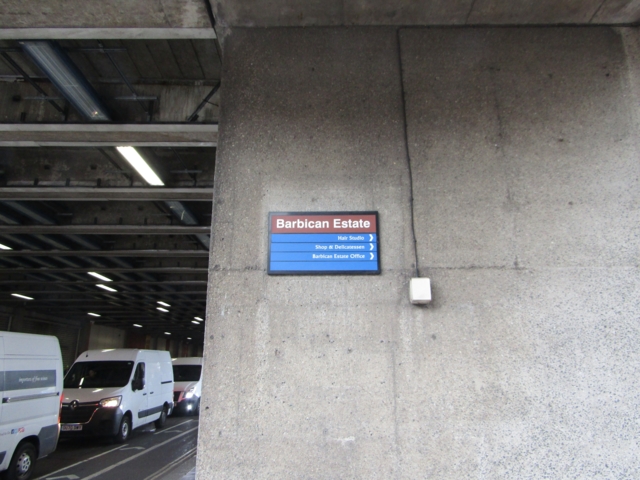 Barbican Estate
Hair Studio
Shop & Delicatessen
Barbican Estate Office